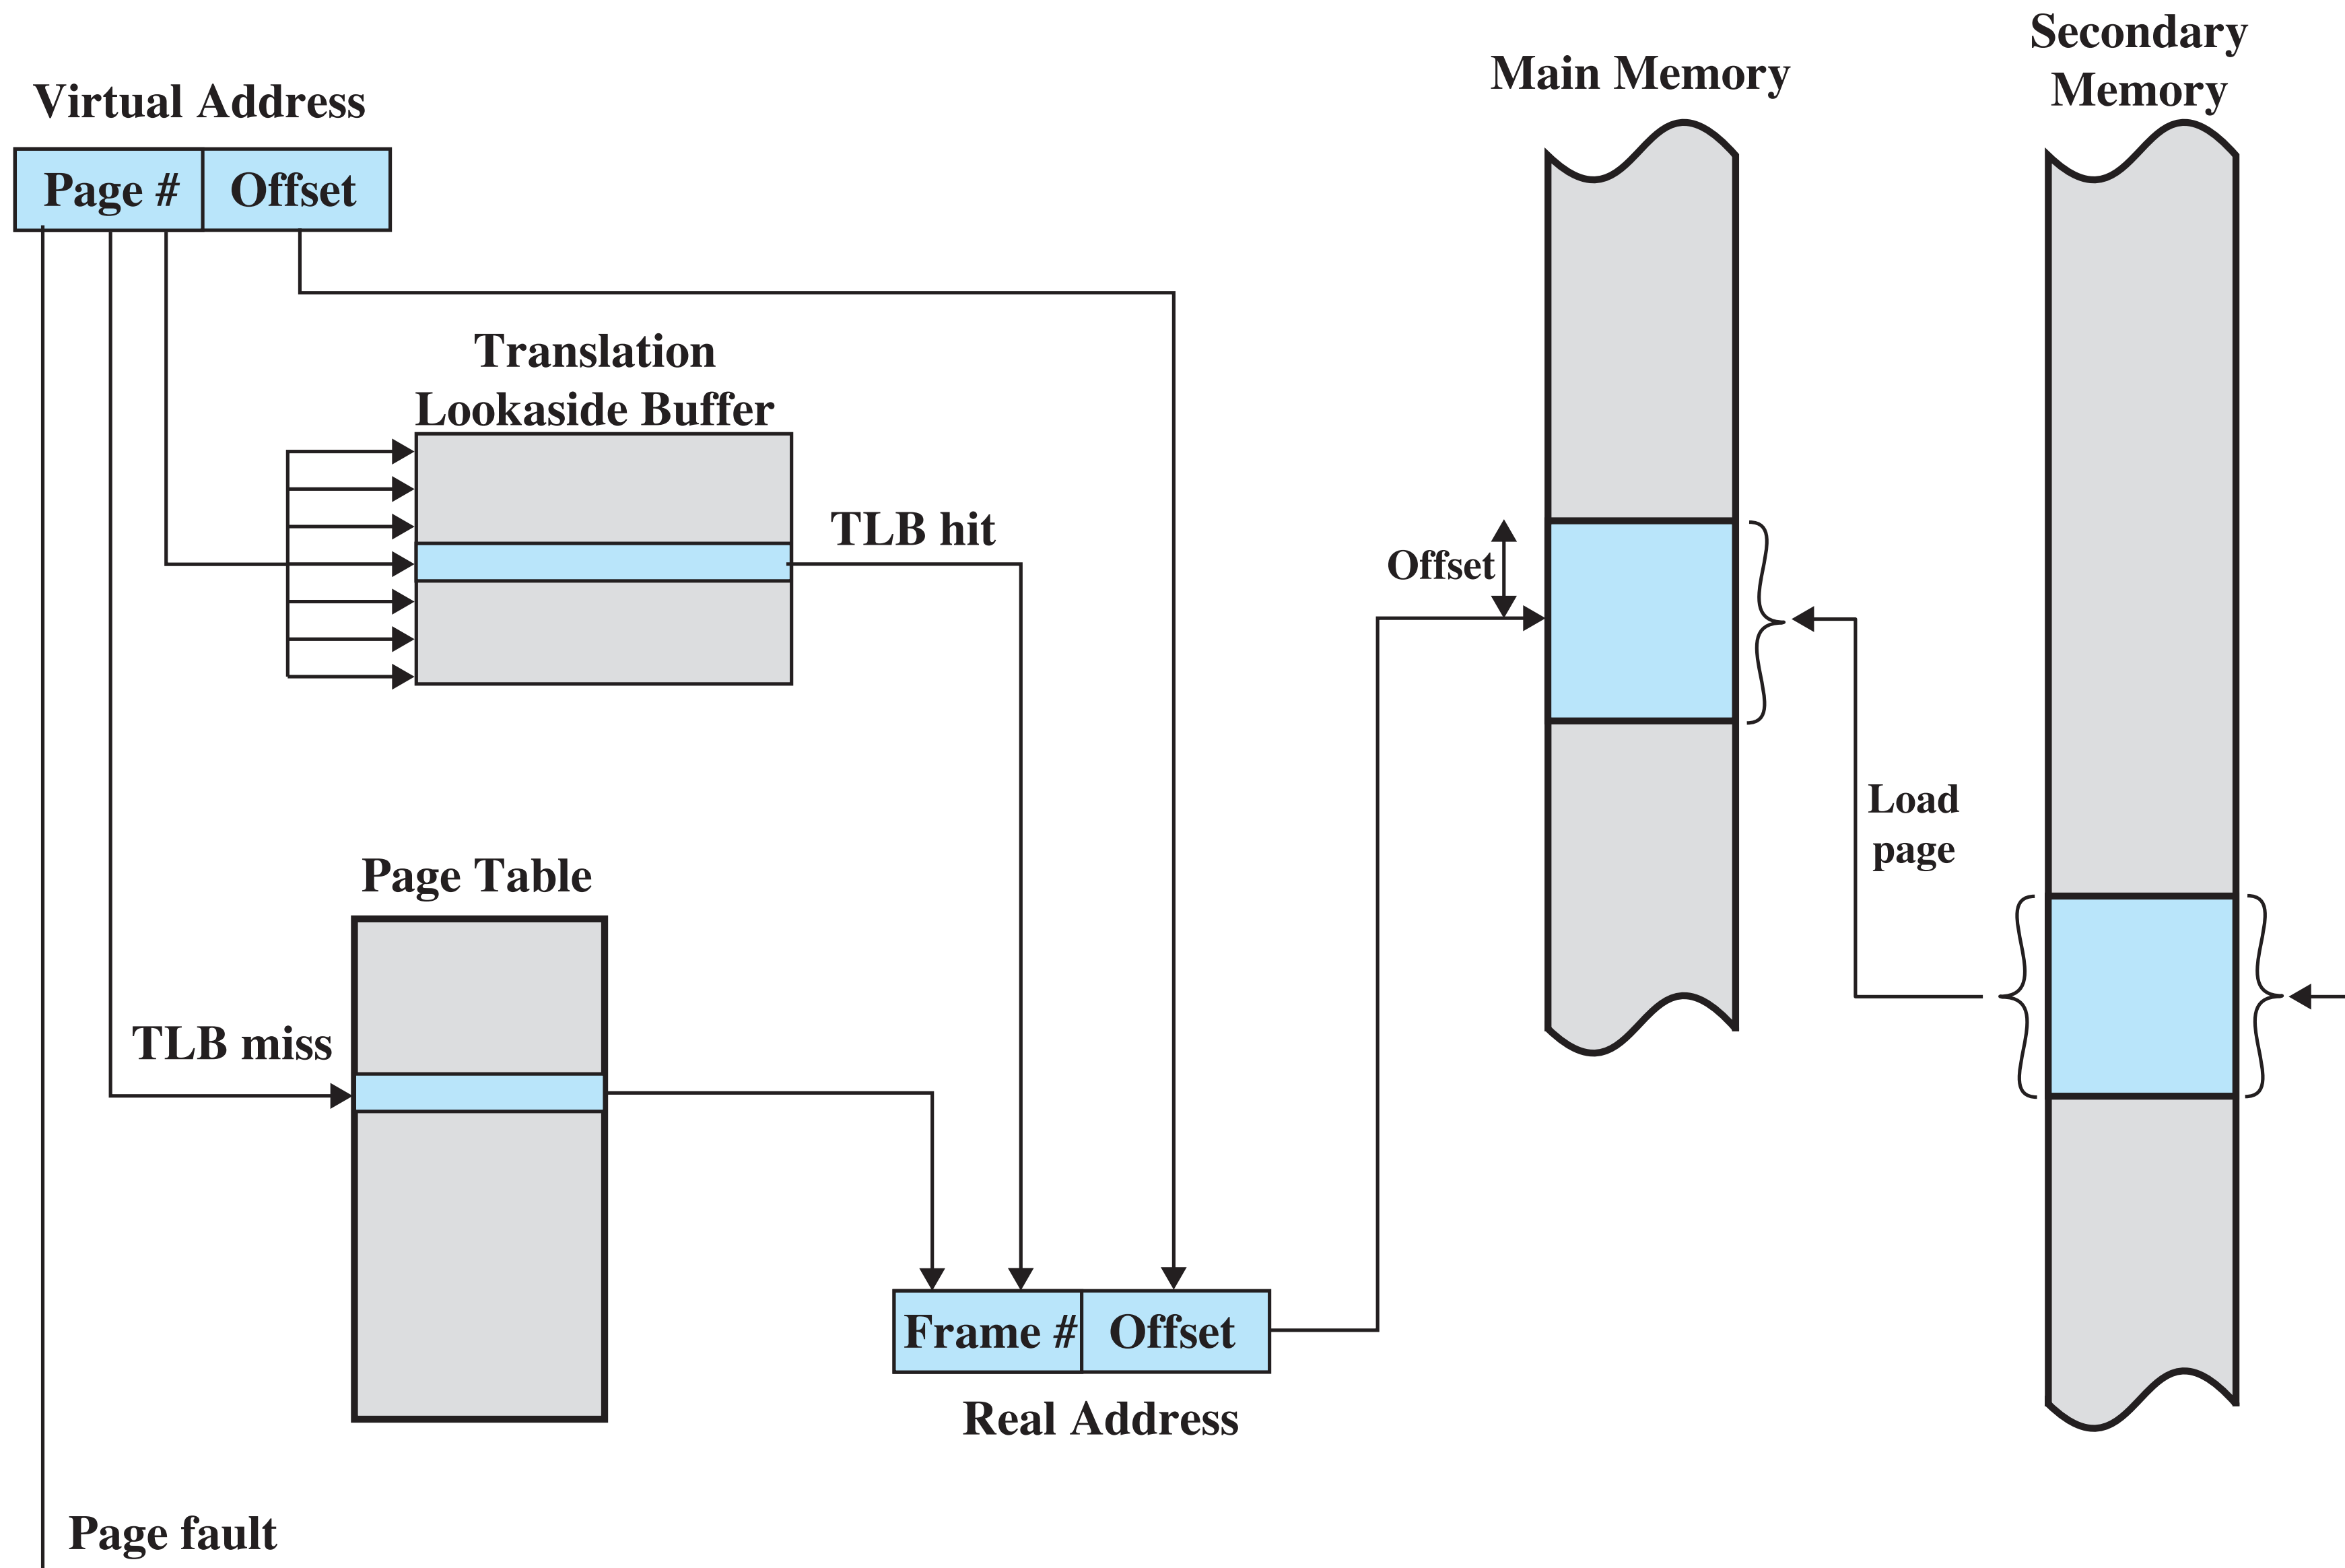 Secondary
Memory
Main Memory
Virtual Address
Page # Offset
Translation
Lookaside Buffer
TLB hit
Offset
Load
page
Page Table
TLB miss
Frame # Offset
Real Address
Page fault